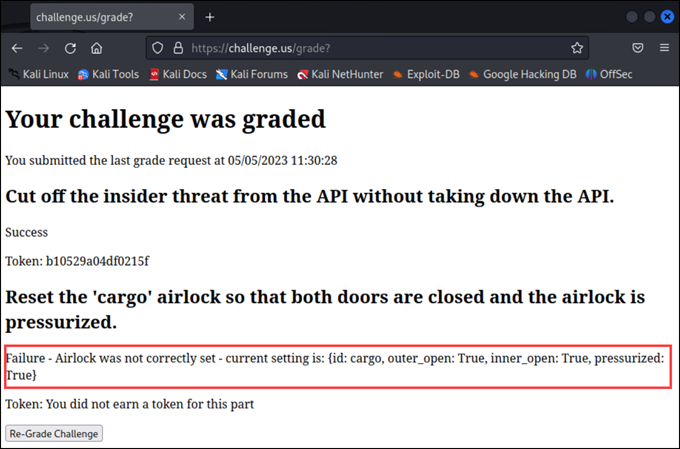 challenge.us/grade?
https://challenge.us/grade?
Kali Linux Kali Tools Kali Docs Kali Forums Kali NetHunter Exploit-DB Google Hacking DB OffSec
Your challenge was graded
You submitted the last grade request at 05/05/2023 11:30:28
Cut off the insider threat from the API without taking down the API.
Success
Token: b10529a04df0215f
Reset the 'cargo' airlock so that both doors are closed and the airlock is
pressurized.
Failure - Airlock was not correctly set - current setting is: {id: cargo, outer_open: True, inner_open: True, pressurized:
True}
Token: You did not earn a token for this part
Re-Grade Challenge